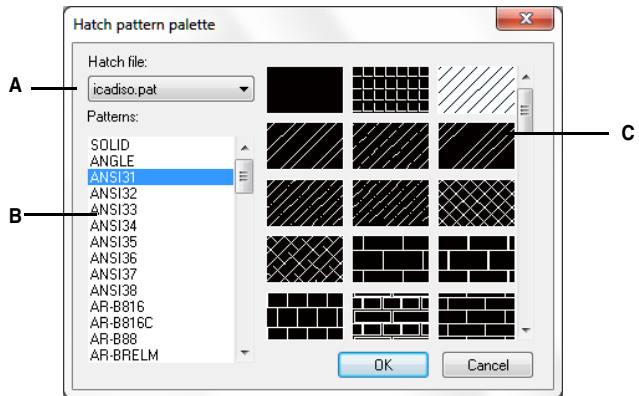 Hatch pattern palette
Hatch file:
A
icadiso.pat
Patterns:
SOLID
ANGLE
ANSI31
ANSI32
B
ANSI33
ANSI34
ANSI35
ANSI36
ANSI37
ANSI38
AR-B816
AR-B816C
AR-B88
AR-BRELM
C
OK
Cancel